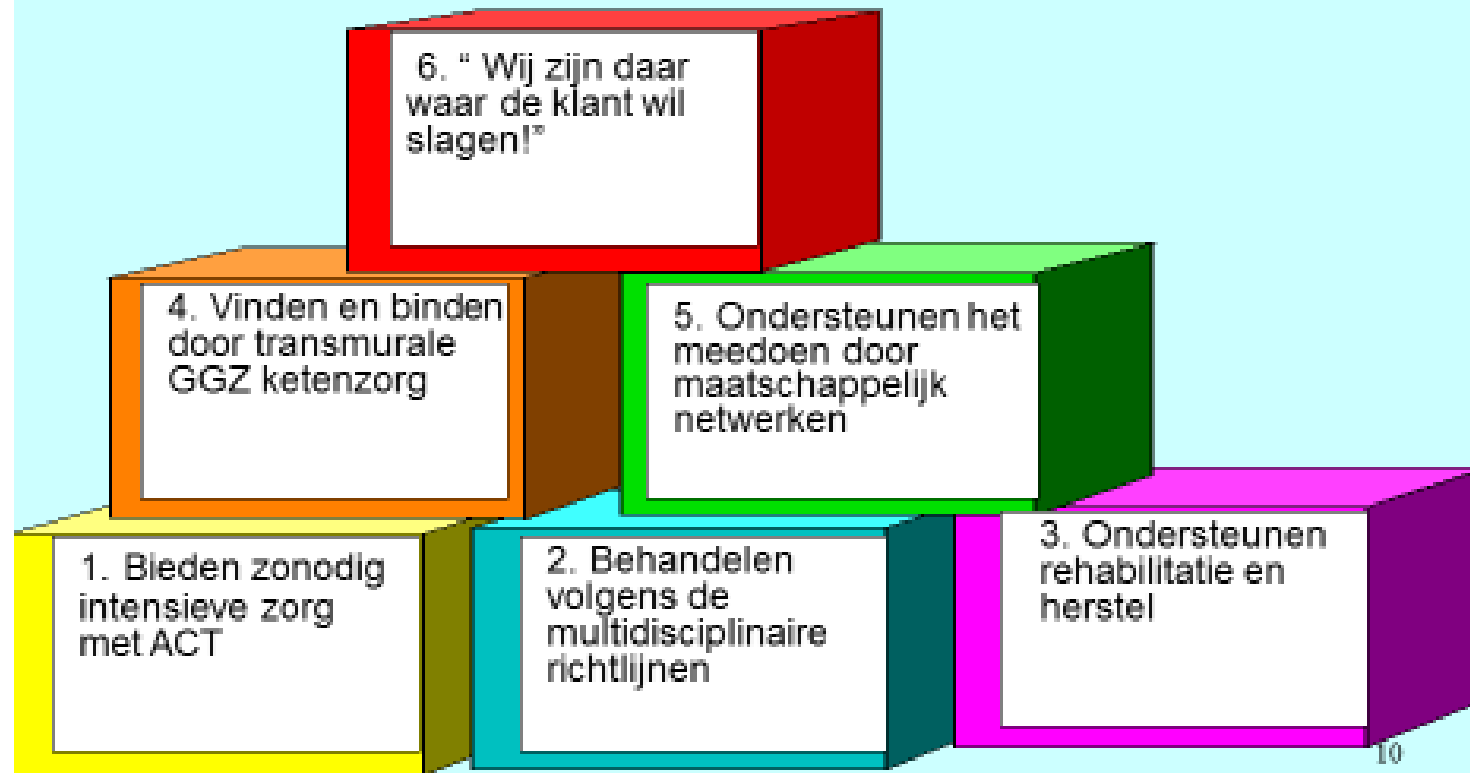 6. “ Wij zijn daar
waar de klant wil
slagen!”
4. Vinden en binden
door transmurale
GGZ ketenzorg
5. Ondersteunen het
meedoen door
maatschappelijk
netwerken
1. Bieden zonodig
intensieve zorg
met ACT
2. Behandelen
volgens de
multidisciplinaire
richtlijnen
3. Ondersteunen
rehabilitatie en
herstel
10